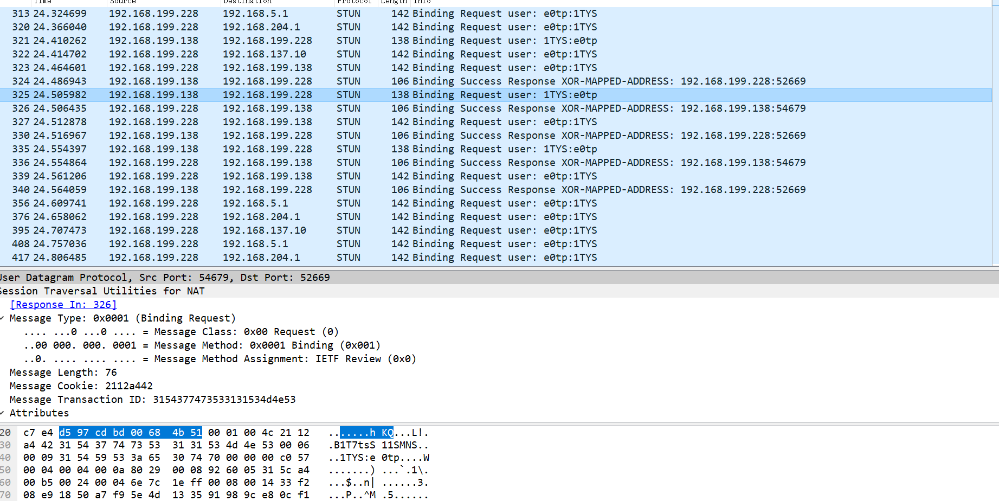 Time Source Destination Protocol Length Info
313 24.324699 192.168.199.228 192.168.5.1 STUN 142 Binding Request user: e0tp:1TYS
320 24.366040 192.168.199.228 192.168.204.1 STUN 142 Binding Request user: e0tp:1TYS
321 24.410262 192.168.199.138 192.168.199.228 STUN 138 Binding Request user: 1TYS:e0tp
322 24.414702 192.168.199.228 192.168.137.10 STUN 142 Binding Request user: e0tp:1TYS
323 24.464601 192.168.199.228 192.168.199.138 STUN 142 Binding Request user: e0tp:1TYS
324 24.486943 192.168.199.138 192.168.199.228 STUN 106 Binding Success Response XOR-MAPPED-ADDRESS: 192.168.199.228:52669
325 24.505982 192.168.199.138 192.168.199.228 STUN 138 Binding Request user: 1TYS:e0tp
326 24.506435 192.168.199.228 192.168.199.138 STUN 106 Binding Success Response XOR-MAPPED-ADDRESS: 192.168.199.138:54679
327 24.512878 192.168.199.228 192.168.199.138 STUN 142 Binding Request user: e0tp:1TYS
330 24.516967 192.168.199.138 192.168.199.228 STUN 106 Binding Success Response XOR-MAPPED-ADDRESS: 192.168.199.228:52669
335 24.554397 192.168.199.138 192.168.199.228 STUN 138 Binding Request user: 1TYS:e0tp
336 24.554864 192.168.199.228 192.168.199.138 STUN 106 Binding Success Response XOR-MAPPED-ADDRESS: 192.168.199.138:54679
339 24.561206 192.168.199.228 192.168.199.138 STUN 142 Binding Request user: e0tp:1TYS
340 24.564059 192.168.199.138 192.168.199.228 STUN 106 Binding Success Response XOR-MAPPED-ADDRESS: 192.168.199.228:52669
356 24.609741 192.168.199.228 192.168.5.1 STUN 142 Binding Request user: e0tp:1TYS
376 24.658062 192.168.199.228 192.168.204.1 STUN 142 Binding Request user: e0tp:1TYS
395 24.707473 192.168.199.228 192.168.137.10 STUN 142 Binding Request user: e0tp:1TYS
408 24.757036 192.168.199.228 192.168.5.1 STUN 142 Binding Request user: e0tp:1TYS
417 24.806485 192.168.199.228 192.168.204.1 STUN 142 Binding Request user: e0tp:1TYS
User Datagram Protocol, Src Port: 54679, Dst Port: 52669
Session Traversal Utilities for NAT
[Response In: 326]
Message Type: 0x0001 (Binding Request)
.... ...0 ...0 .... = Message Class: 0x00 Request (0)
..00 000. 000. 0001 = Message Method: 0x0001 Binding (0x001)
..0. .... .... .... = Message Method Assignment: IETF Review (0x0)
Message Length: 76
Message Cookie: 2112a442
Message Transaction ID: 3154377473533131534d4e53
Attributes
20 c7 e4 d5 97 cd bd 00 68 4b 51 00 01 00 4c 21 12 .......h KQ...L!.
30 a4 42 31 54 37 74 73 53 31 31 53 4d 4e 53 00 06 .B1T7tsS 11SMNS..
40 00 09 31 54 59 53 3a 65 30 74 70 00 00 00 c0 57 ..1TYS:e 0tp....W
50 00 04 00 04 00 0a 80 29 00 08 92 60 05 31 5c a4 .......) ...`.1\.
60 00 b5 00 24 00 04 6e 7c 1e ff 00 08 00 14 33 f2 ...$..n| ......3.
70 08 e9 18 50 a7 f9 5e 4d 13 35 91 98 9c e8 0c f1 ...P..^M .5......